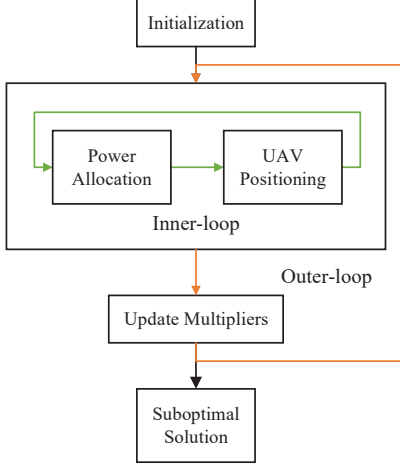 Initialization
Power
Allocation
UAV
Positioning
Inner-loop
Outer-loop
Update Multipliers
Suboptimal
Solution